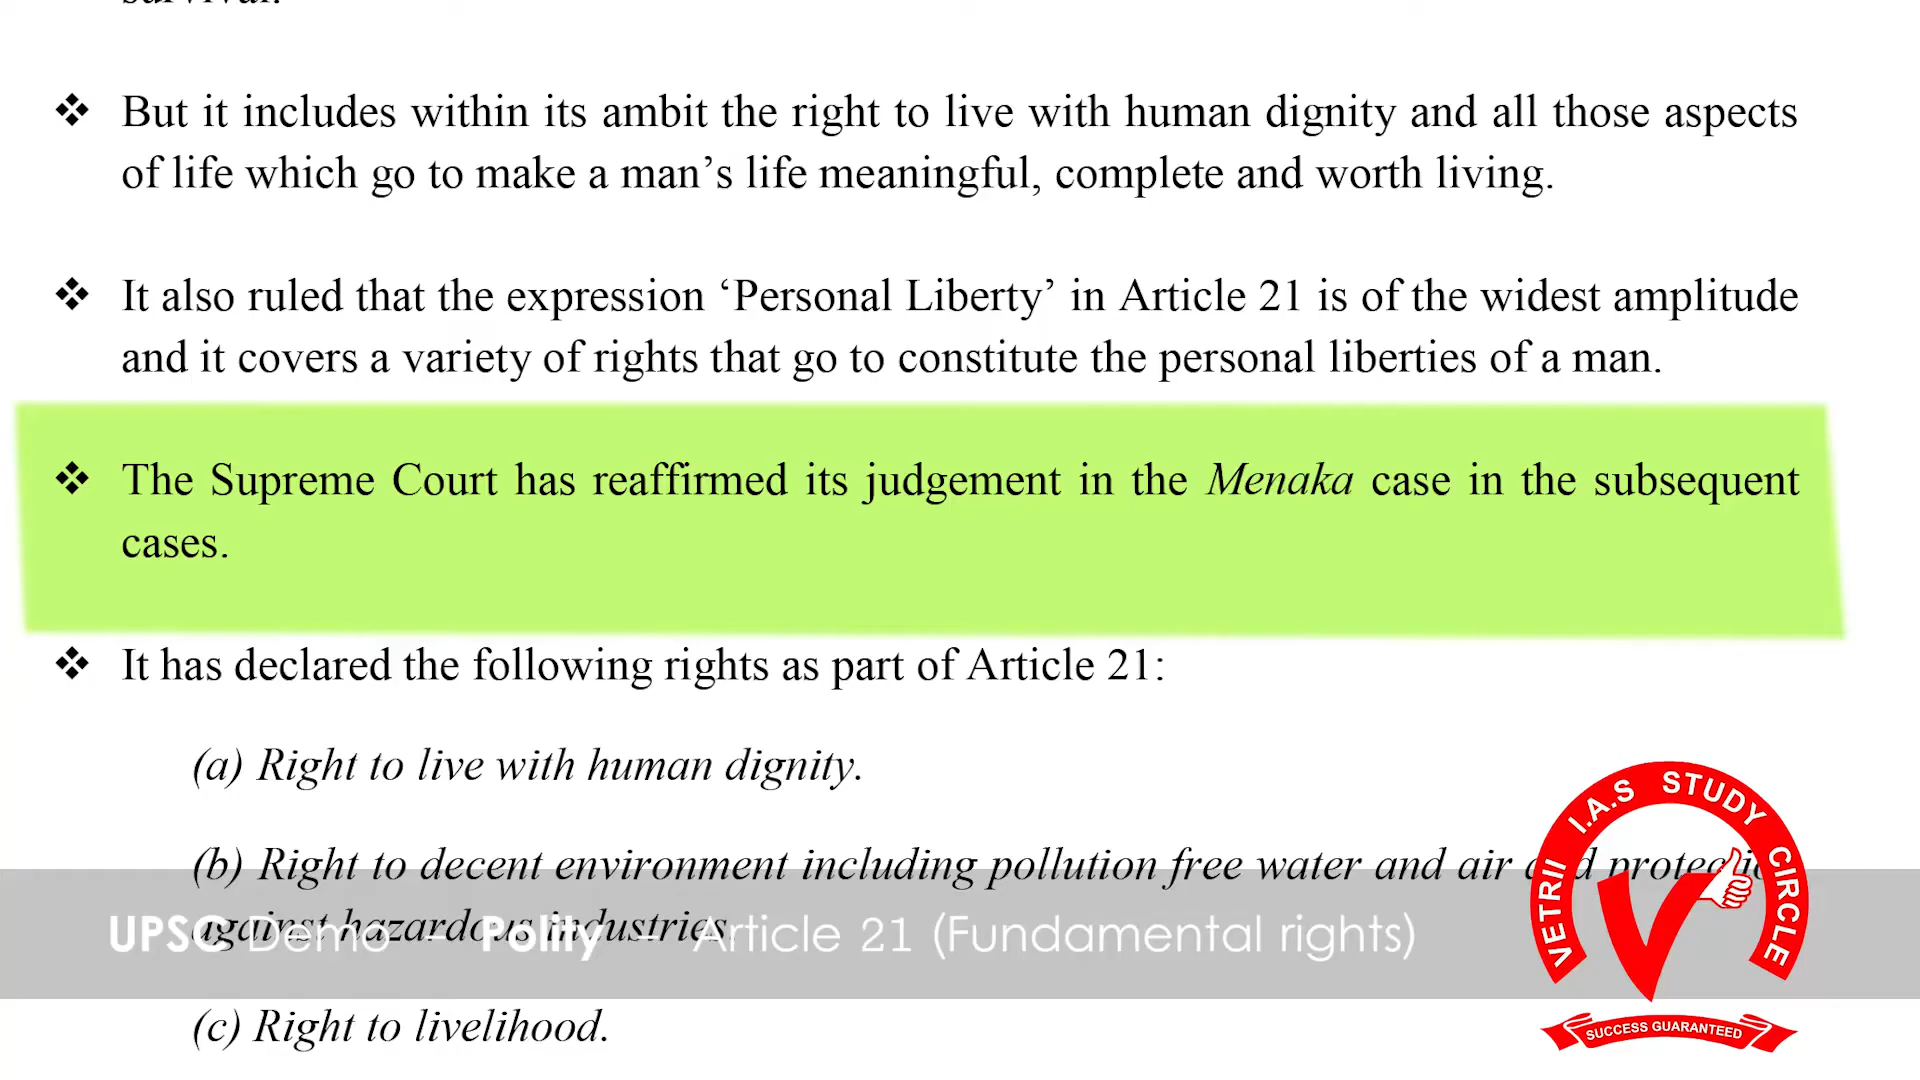 survival.
❖ But it includes within its ambit the right to live with human dignity and all those aspects
of life which go to make a man’s life meaningful, complete and worth living.
❖ It also ruled that the expression ‘Personal Liberty’ in Article 21 is of the widest amplitude
and it covers a variety of rights that go to constitute the personal liberties of a man.
❖ The Supreme Court has reaffirmed its judgement in the Menaka case in the subsequent
cases.
❖ It has declared the following rights as part of Article 21:
(a) Right to live with human dignity.
(b) Right to decent environment including pollution free water and air and protection
against hazardous industries.
UPSC Demo – Polity – Article 21 (Fundamental rights)
(c) Right to livelihood.
VETRII I.A.S STUDY CIRCLE
SUCCESS GUARANTEED